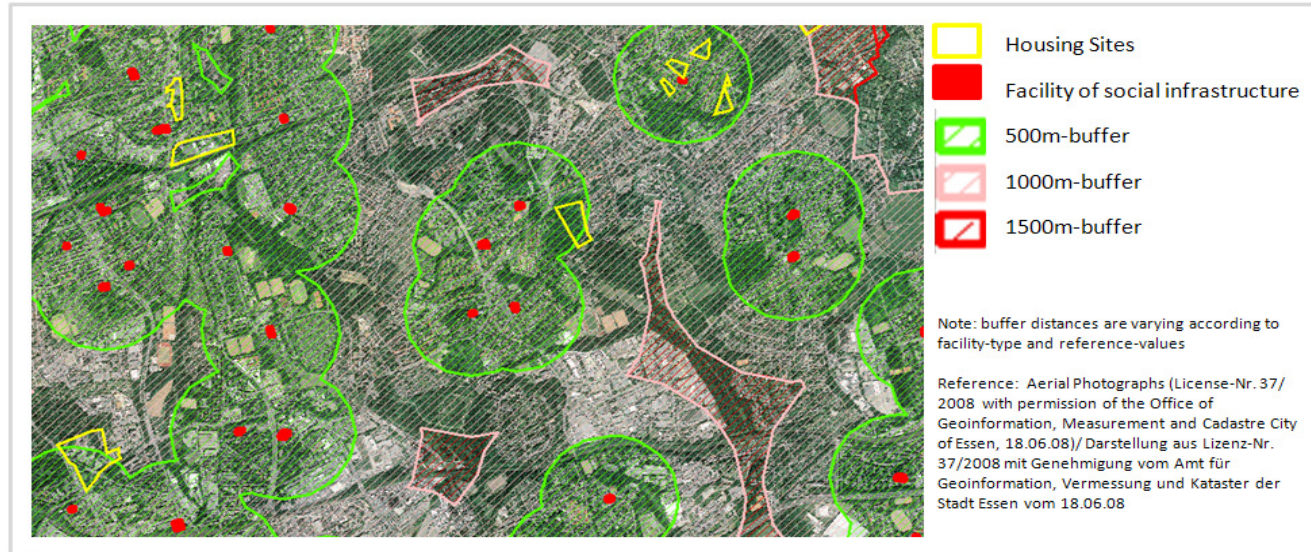 Housing Sites
Facility of social infrastructure
500m-buffer
1000m-buffer
1500m-buffer
Note: buffer distances are varying according to
facility-type and reference-values
Reference: Aerial Photographs (License-Nr. 37/
2008 with permission of the Office of
Geoinformation, Measurement and Cadastre City
of Essen, 18.06.08)/ Darstellung aus Lizenz-Nr.
37/2008 mit Genehmigung vom Amt für
Geoinformation, Vermessung und Kataster der
Stadt Essen vom 18.06.08